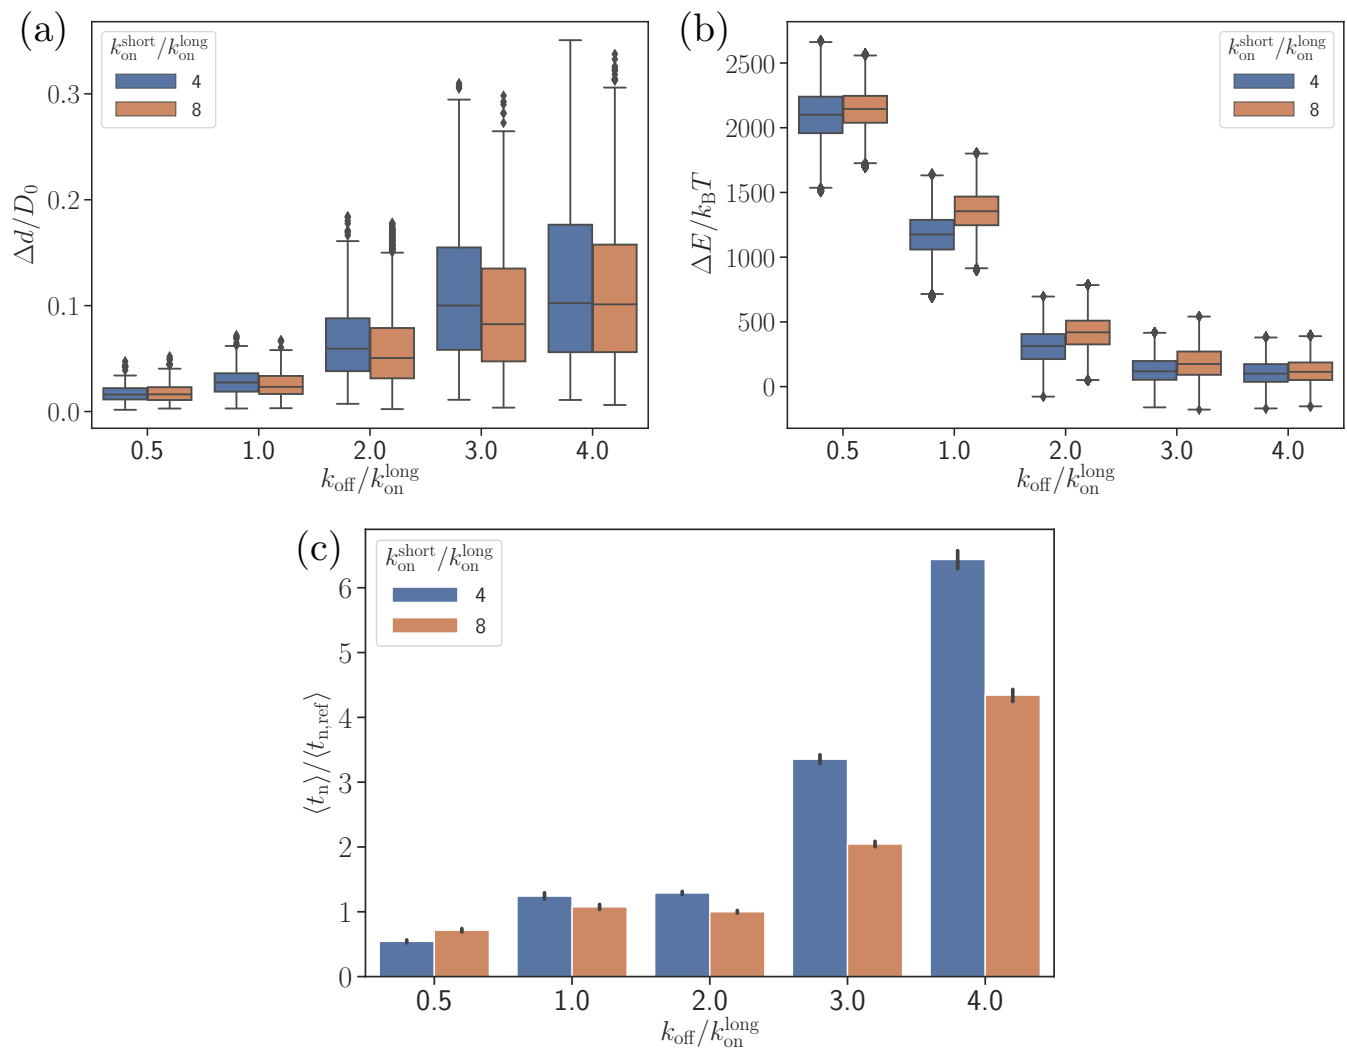 (a)
k_on^short/k_on^long
4
8
0.3
0.2
0.1
0.0
Δd/D_0
0.5 1.0 2.0 3.0 4.0
k_off/k_on^long
(b)
k_on^short/k_on^long
4
8
2500
2000
1500
1000
500
0
ΔE/k_BT
0.5 1.0 2.0 3.0 4.0
k_off/k_on^long
(c)
k_on^short/k_on^long
4
8
6
5
4
3
2
1
0
⟨t_n⟩/⟨t_n,ref⟩
0.5 1.0 2.0 3.0 4.0
k_off/k_on^long